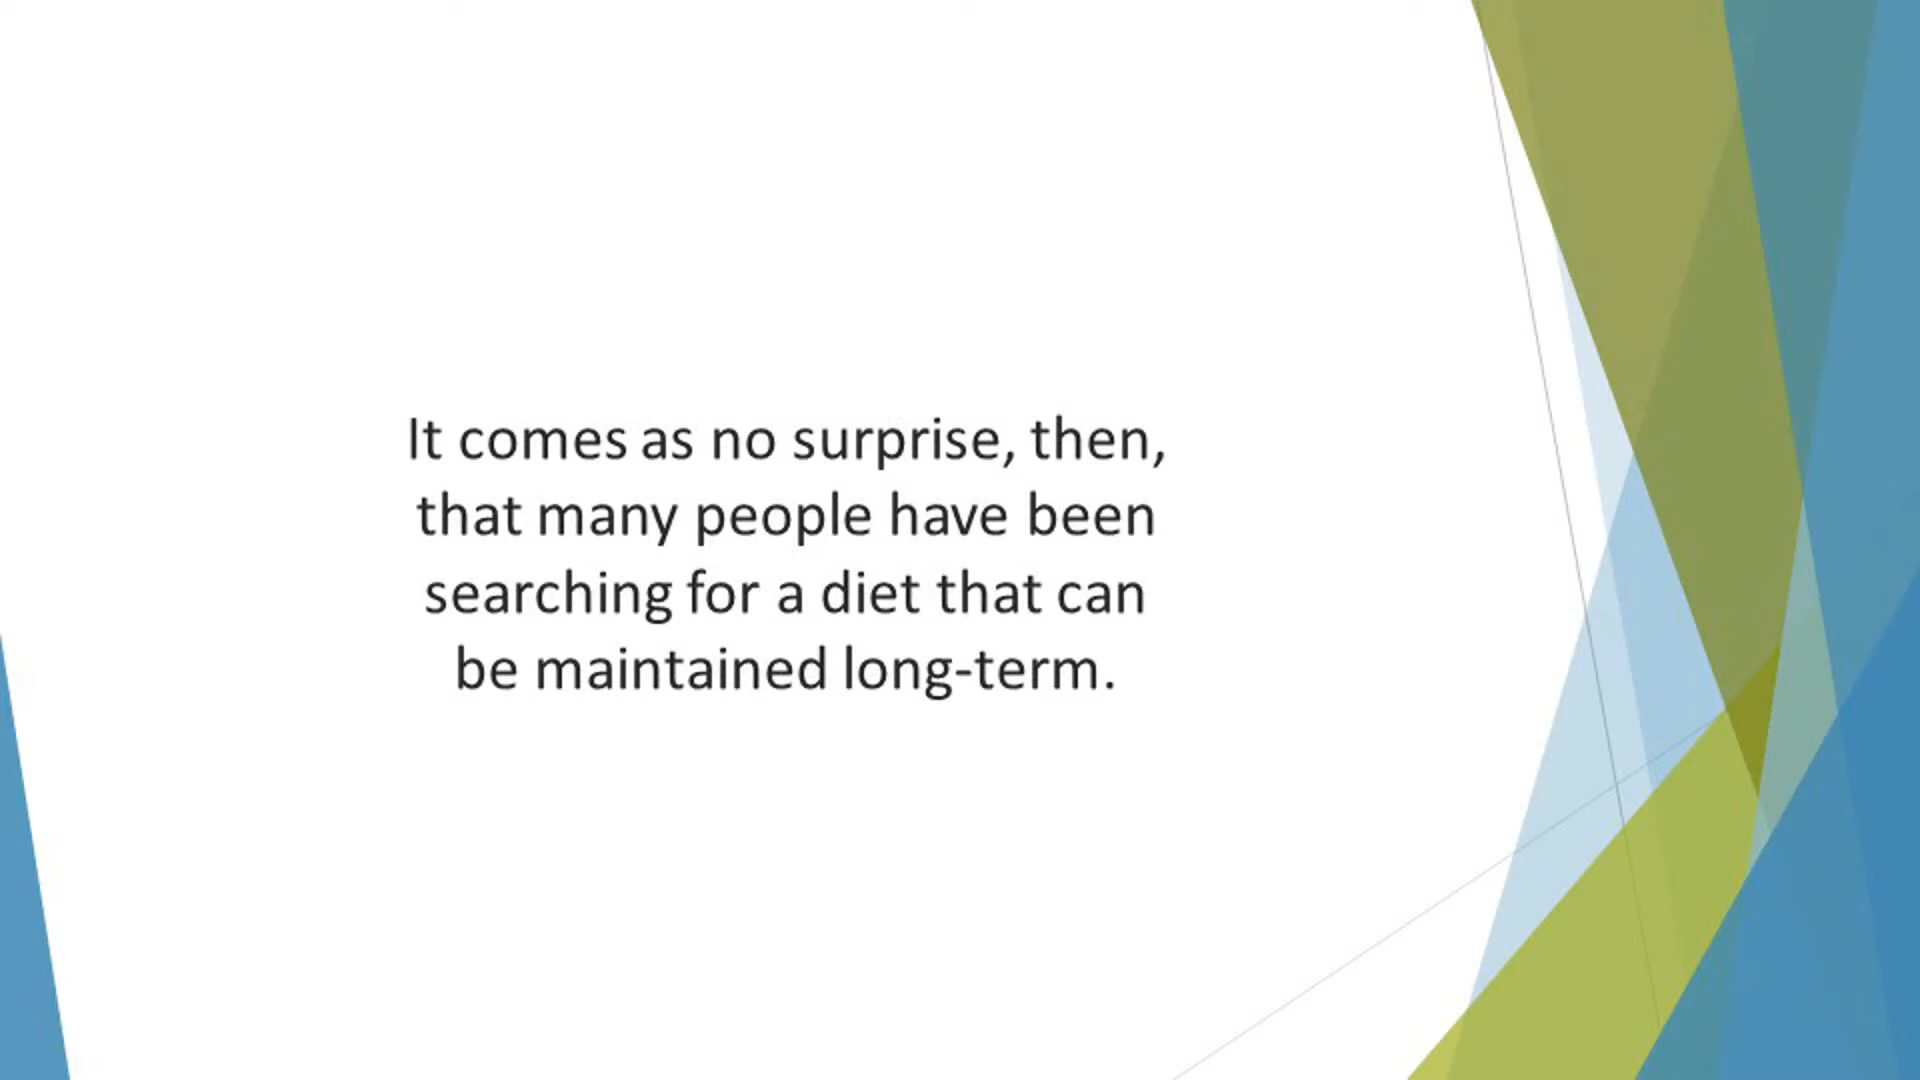 It comes as no surprise, then,
that many people have been
searching for a diet that can
be maintained long-term.